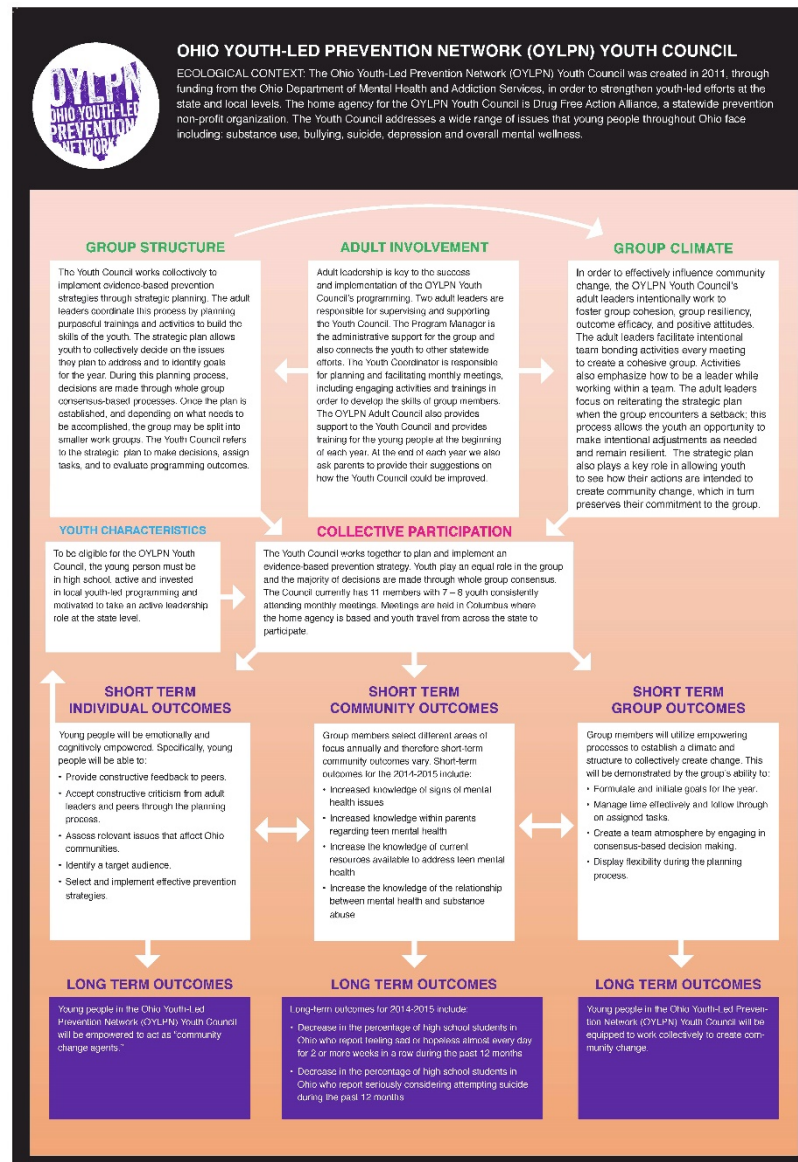 OYLPN
OHIO YOUTH-LED
PREVENTION
NETWORK
OHIO YOUTH-LED PREVENTION NETWORK (OYLPN) YOUTH COUNCIL
ECOLOGICAL CONTEXT: The Ohio Youth-Led Prevention Network (OYLPN) Youth Council was created in 2011, through
funding from the Ohio Department of Mental Health and Addiction Services, in order to strengthen youth-led efforts at the
state and local levels. The home agency for the OYLPN Youth Council is Drug Free Action Alliance, a statewide prevention
non-profit organization. The Youth Council addresses a wide range of issues that young people throughout Ohio face
including: substance use, bullying, suicide, depression and overall mental wellness.
GROUP STRUCTURE
The Youth Council works collectively to
implement evidence-based prevention
strategies through strategic planning. The adult
leaders coordinate this process by planning
purposeful trainings and activities to build the
skills of the youth. The strategic plan allows
youth to collectively decide on the issues
they plan to address and to identify goals
for the year. During this planning process,
decisions are made through whole group
consensus-based processes. Once the plan is
established, and depending on what needs to
be accomplished, the group may be split into
smaller work groups. The Youth Council refers
to the strategic plan to make decisions, assign
tasks, and to evaluate programming outcomes.
ADULT INVOLVEMENT
Adult leadership is key to the success
and implementation of the OYLPN Youth
Council's programming. Two adult leaders are
responsible for supervising and supporting
the Youth Council. The Program Manager is
the administrative support for the group and
also connects the youth to other statewide
efforts. The Youth Coordinator is responsible
for planning and facilitating monthly meetings,
including engaging activities and trainings in
order to develop the skills of group members.
The OYLPN Adult Council also provides
support to the Youth Council and provides
training for the young people at the beginning
of each year. At the end of each year we also
ask parents to provide their suggestions on
how the Youth Council could be improved.
GROUP CLIMATE
In order to effectively influence community
change, the OYLPN Youth Council's
adult leaders intentionally work to
foster group cohesion, group resiliency,
outcome efficacy, and positive attitudes.
The adult leaders facilitate intentional
team bonding activities every meeting
to create a cohesive group. Activities
also emphasize how to be a leader while
working within a team. The adult leaders
focus on reiterating the strategic plan
when the group encounters a setback; this
process allows the youth an opportunity to
make intentional adjustments as needed
and remain resilient. The strategic plan
also plays a key role in allowing youth
to see how their actions are intended to
create community change, which in turn
preserves their commitment to the group.
YOUTH CHARACTERISTICS
To be eligible for the OYLPN Youth
Council, the young person must be
in high school, active and invested
in local youth-led programming and
motivated to take an active leadership
role at the state level.
COLLECTIVE PARTICIPATION
The Youth Council works together to plan and implement an
evidence-based prevention strategy. Youth play an equal role in the group
and the majority of decisions are made through whole group consensus.
The Council currently has 11 members with 7 – 8 youth consistently
attending monthly meetings. Meetings are held in Columbus where
the home agency is based and youth travel from across the state to
participate.
SHORT TERM
INDIVIDUAL OUTCOMES
Young people will be emotionally and
cognitively empowered. Specifically, young
people will be able to:
• Provide constructive feedback to peers.
• Accept constructive criticism from adult
leaders and peers through the planning
process.
• Assess relevant issues that affect Ohio
communities.
• Identify a target audience.
• Select and implement effective prevention
strategies.
SHORT TERM
COMMUNITY OUTCOMES
Group members select different areas of
focus annually and therefore short-term
community outcomes vary. Short-term
outcomes for the 2014-2015 include:
• Increased knowledge of signs of mental
health issues
• Increased knowledge within parents
regarding teen mental health
• Increase the knowledge of current
resources available to address teen mental
health
• Increase the knowledge of the relationship
between mental health and substance
abuse
SHORT TERM
GROUP OUTCOMES
Group members will utilize empowering
processes to establish a climate and
structure to collectively create change. This
will be demonstrated by the group's ability to:
• Formulate and initiate goals for the year.
• Manage time effectively and follow through
on assigned tasks.
• Create a team atmosphere by engaging in
consensus-based decision making.
• Display flexibility during the planning
process.
LONG TERM OUTCOMES
Young people in the Ohio Youth-Led
Prevention Network (OYLPN) Youth Council
will be empowered to act as "community
change agents."
LONG TERM OUTCOMES
Long-term outcomes for 2014-2015 include:
• Decrease in the percentage of high school students in
Ohio who report feeling sad or hopeless almost every day
for 2 or more weeks in a row during the past 12 months
• Decrease in the percentage of high school students in
Ohio who report seriously considering attempting suicide
during the past 12 months
LONG TERM OUTCOMES
Young people in the Ohio Youth-Led Preven-
tion Network (OYLPN) Youth Council will be
equipped to work collectively to create com-
munity change.